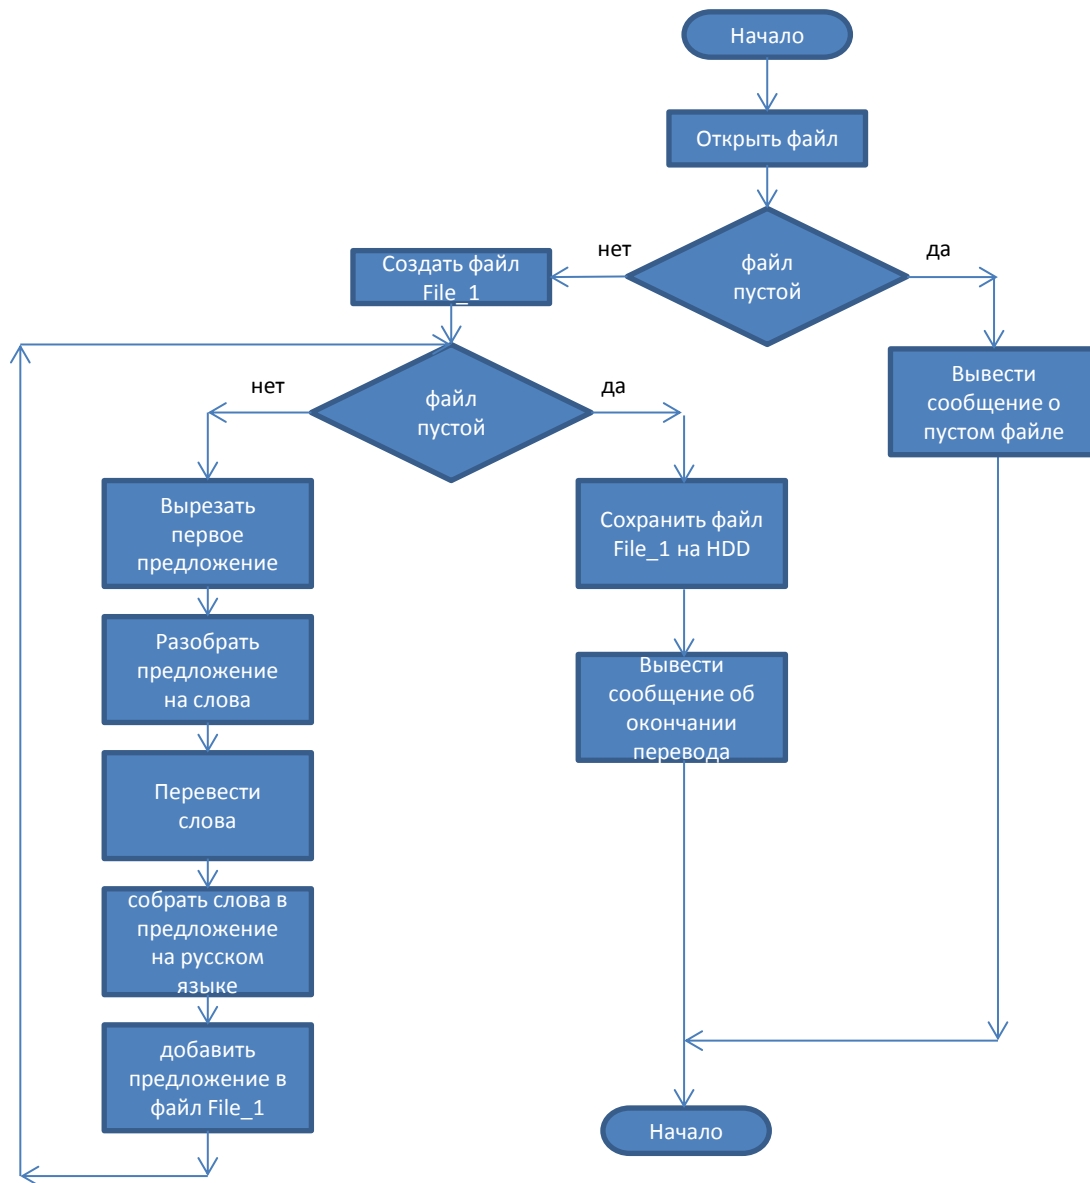 Начало
Открыть файл
файл
пустой
нет
да
Создать файл
File_1
Вывести
сообщение о
пустом файле
файл
пустой
нет
да
Вырезать
первое
предложение
Разобрать
предложение
на слова
Перевести
слова
собрать слова в
предложение
на русском
языке
добавить
предложение в
файл File_1
Сохранить файл
File_1 на HDD
Вывести
сообщение об
окончании
перевода
Начало